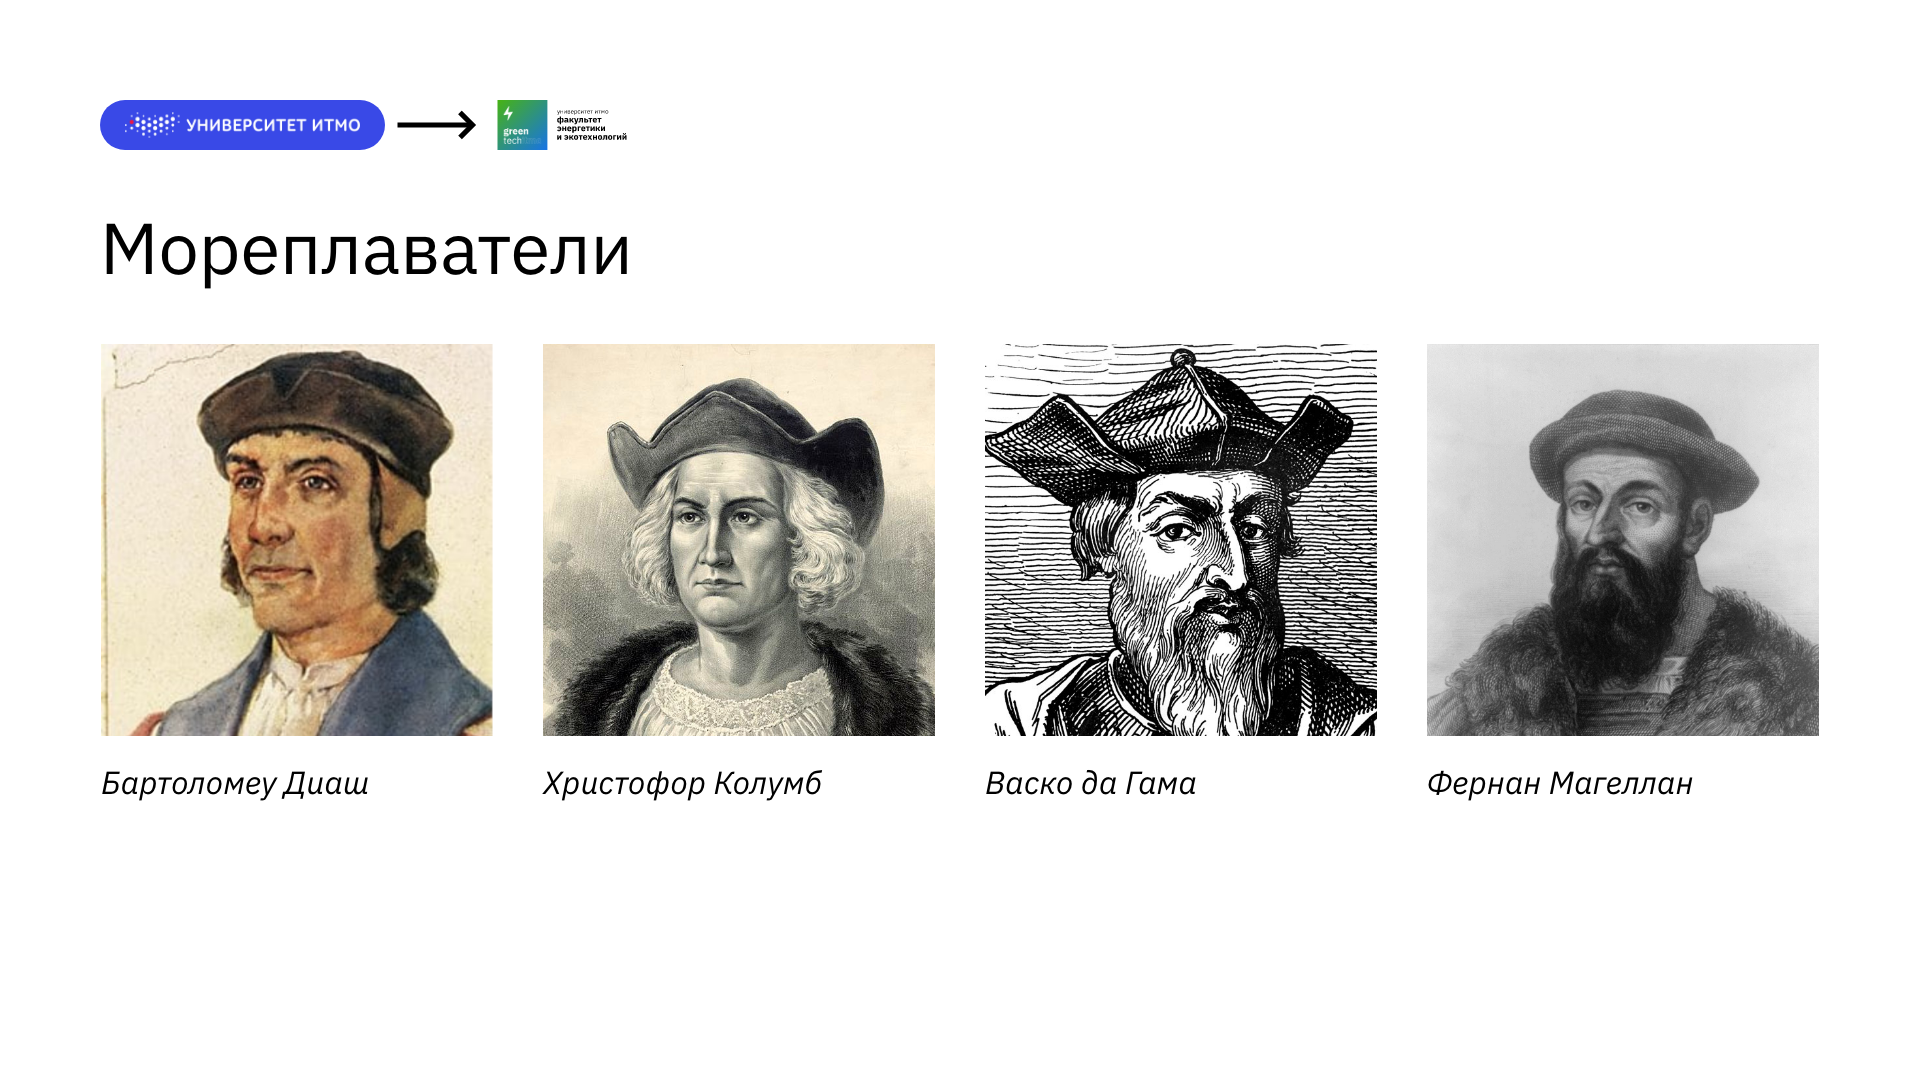 УНИВЕРСИТЕТ ИТМО
green
tech
университет итмо
факультет
энергетики
и экотехнологий
Мореплаватели
Бартоломеу Диаш
Христофор Колумб
Васко да Гама
Фернан Магеллан